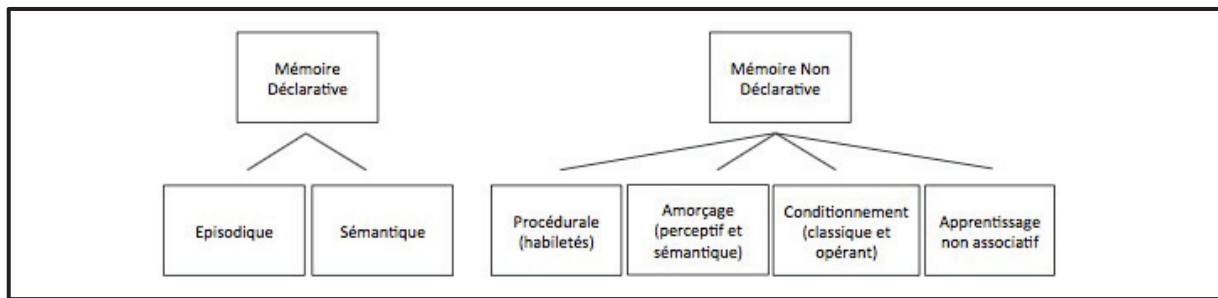 Mémoire
Déclarative
Mémoire Non
Déclarative
Episodique
Sémantique
Procédurale
(habiletés)
Amorçage
(perceptif et
sémantique)
Conditionnement
(classique et
opérant)
Apprentissage
non associatif